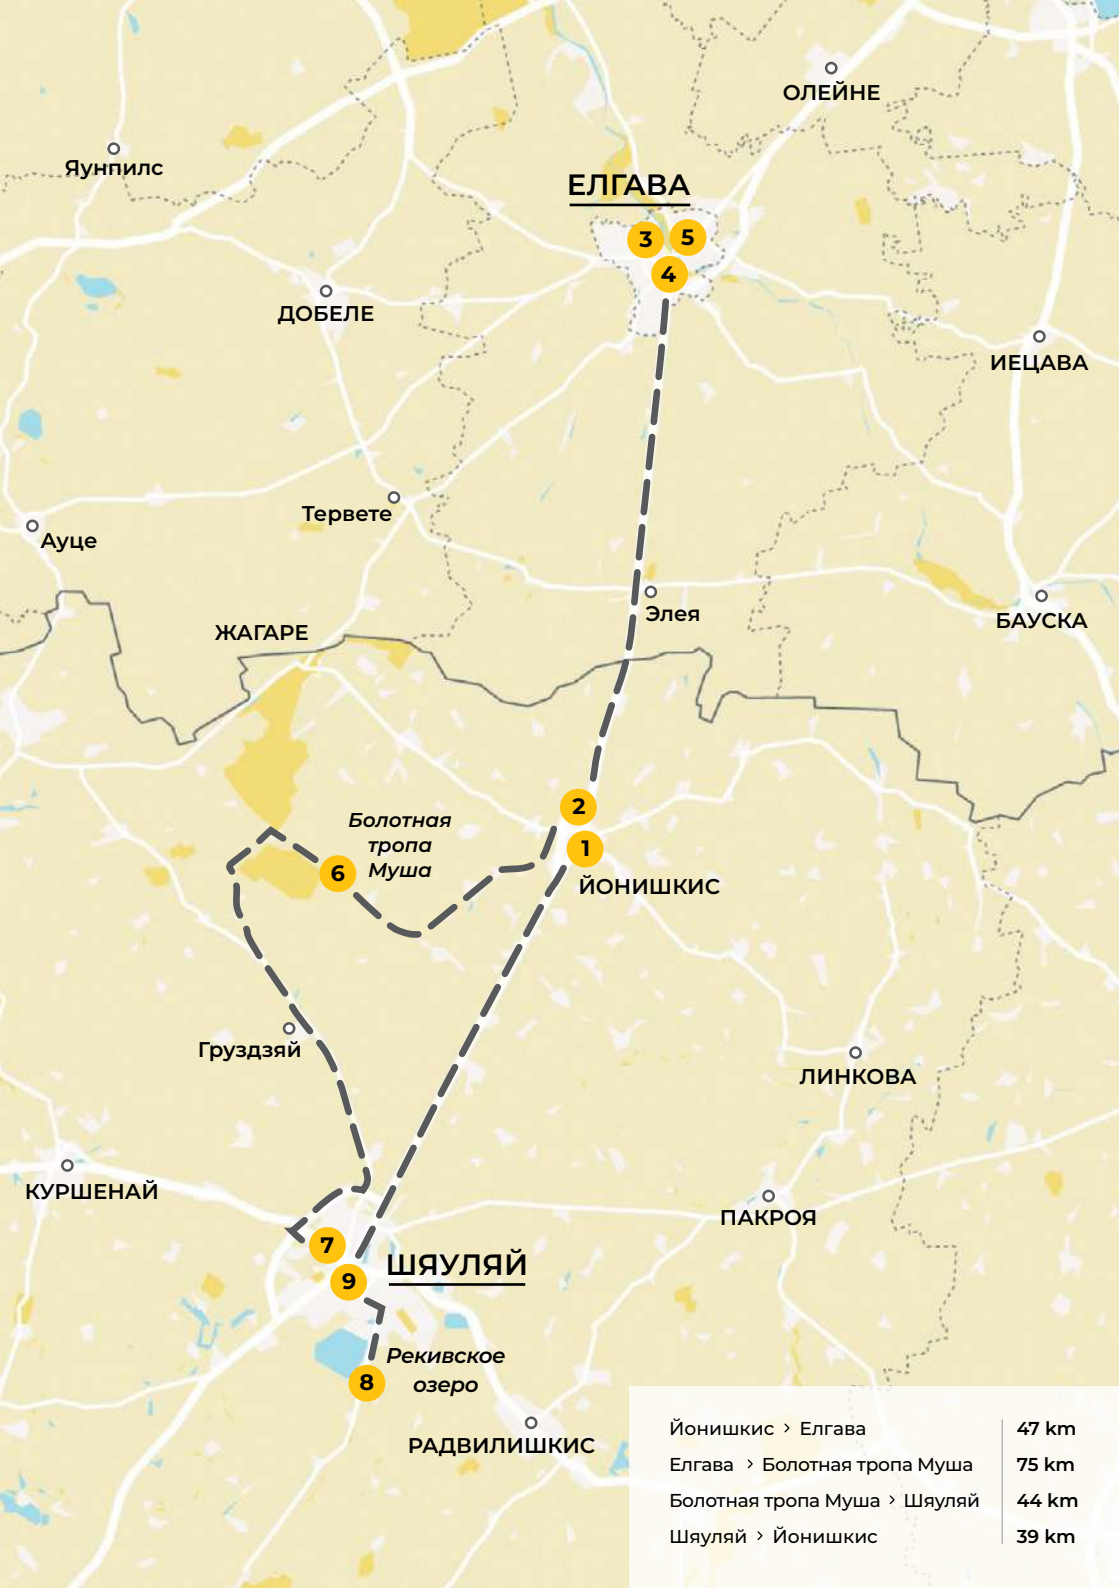 ОЛЕЙНЕ
Яунпилс
ЕЛГАВА
3
5
4
ДОБЕЛЕ
ИЕЦАВА
Тервете
Ауце
Элея
БАУСКА
ЖАГАРЕ
2
Болотная
тропа
Муша
6
1
ЙОНИШКИС
Груздзяй
ЛИНКОВА
КУРШЕНАЙ
ПАКРОЯ
7
ШЯУЛЯЙ
9
Рекивское
озеро
8
РАДВИЛИШКИС
Йонишкис › Елгава 47 km
Елгава › Болотная тропа Муша 75 km
Болотная тропа Муша › Шяуляй 44 km
Шяуляй › Йонишкис 39 km